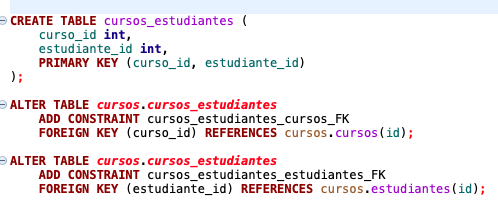 CREATE TABLE cursos_estudiantes (
curso_id int,
estudiante_id int,
PRIMARY KEY (curso_id, estudiante_id)
);
ALTER TABLE cursos.cursos_estudiantes
ADD CONSTRAINT cursos_estudiantes_cursos_FK
FOREIGN KEY (curso_id) REFERENCES cursos.cursos(id);
ALTER TABLE cursos.cursos_estudiantes
ADD CONSTRAINT cursos_estudiantes_estudiantes_FK
FOREIGN KEY (estudiante_id) REFERENCES cursos.estudiantes(id);